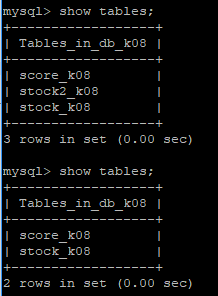 mysql> show tables;
+------------------+
| Tables_in_db_k08 |
+------------------+
| score_k08        |
| stock2_k08       |
| stock_k08        |
+------------------+
3 rows in set (0.00 sec)
mysql> show tables;
+------------------+
| Tables_in_db_k08 |
+------------------+
| score_k08        |
| stock_k08        |
+------------------+
2 rows in set (0.00 sec)